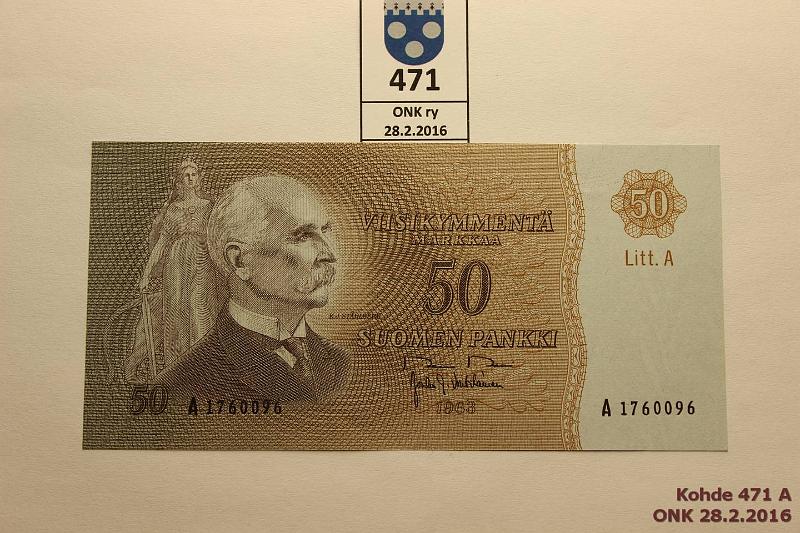 471
ONK ry
28.2.2016
50
VIISIKYMMENTÄ
MARKKAA
Litt. A
50
K.J. STÅHLBERG
SUOMEN PANKKI
50 A 1760096
1963
A 1760096
Kohde 471 A
ONK 28.2.2016